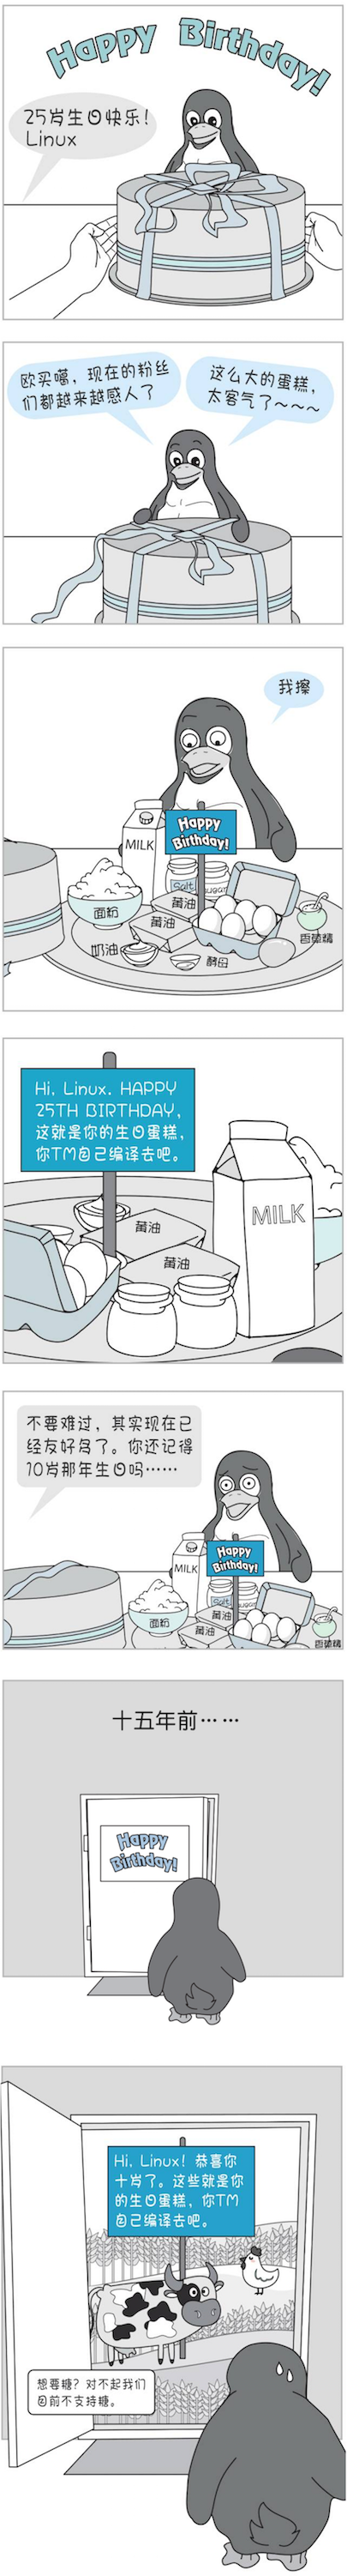 Happy Birthday!
25岁生日快乐!
Linux
欧买噶，现在的粉丝
们都越来越感人了
这么大的蛋糕，
太客气了~~~
我擦
Happy
Birthday!
MILK
Salt
sugar
面粉
黄油
黄油
奶油
酵母
香草精
Hi, Linux. HAPPY
25TH BIRTHDAY,
这就是你的生日蛋糕，
你TM自己编译去吧。
MILK
黄油
黄油
不要难过，其实现在已
经友好多了。你还记得
10岁那年生日吗……
Happy
Birthday!
MILK
Salt
面粉
黄油
黄油
香草精
十五年前……
Happy
Birthday!
Hi, Linux! 恭喜你
十岁了。这些就是你
的生日蛋糕，你TM
自己编译去吧。
想要糖？对不起我们
目前不支持糖。